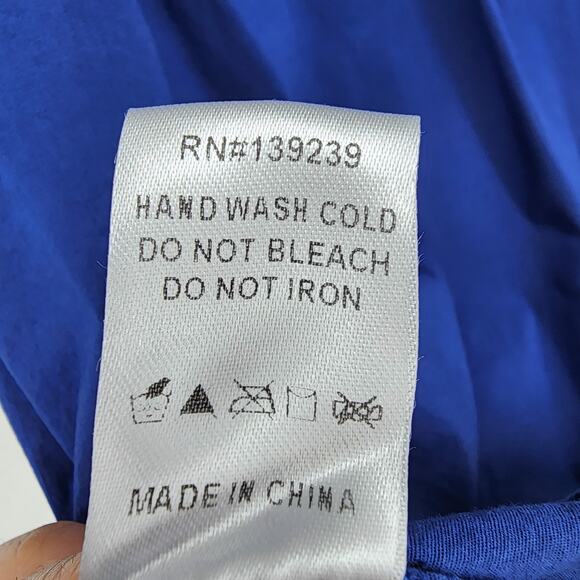 RN#139239
HAND WASH COLD
DO NOT BLEACH
DO NOT IRON
MADE IN CHINA